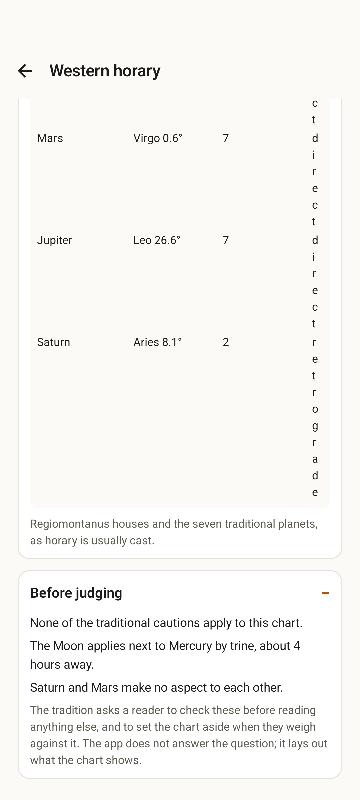 Western horary
c
t
Mars Virgo 0.6° 7 d
i
r
e
c
t
Jupiter Leo 26.6° 7 d
i
r
e
c
t
Saturn Aries 8.1° 2 r
e
t
r
o
g
r
a
d
e
Regiomontanus houses and the seven traditional planets,
as horary is usually cast.
Before judging
None of the traditional cautions apply to this chart.
The Moon applies next to Mercury by trine, about 4
hours away.
Saturn and Mars make no aspect to each other.
The tradition asks a reader to check these before reading
anything else, and to set the chart aside when they weigh
against it. The app does not answer the question; it lays out
what the chart shows.